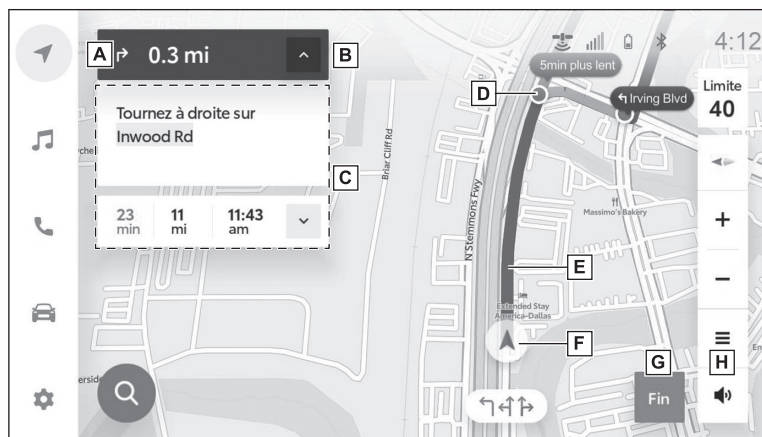 A
0.3 mi
B
4:12
5min plus lent
D
Irving Blvd
Limite
40
Tournez à droite sur
Inwood Rd
C
Briar Cliff Rd
N Stemmons Fwy
Massimo's Bakery
23
min
11
mi
11:43
am
E
Extended Stay
America-Dallas
F
G
H
Fin